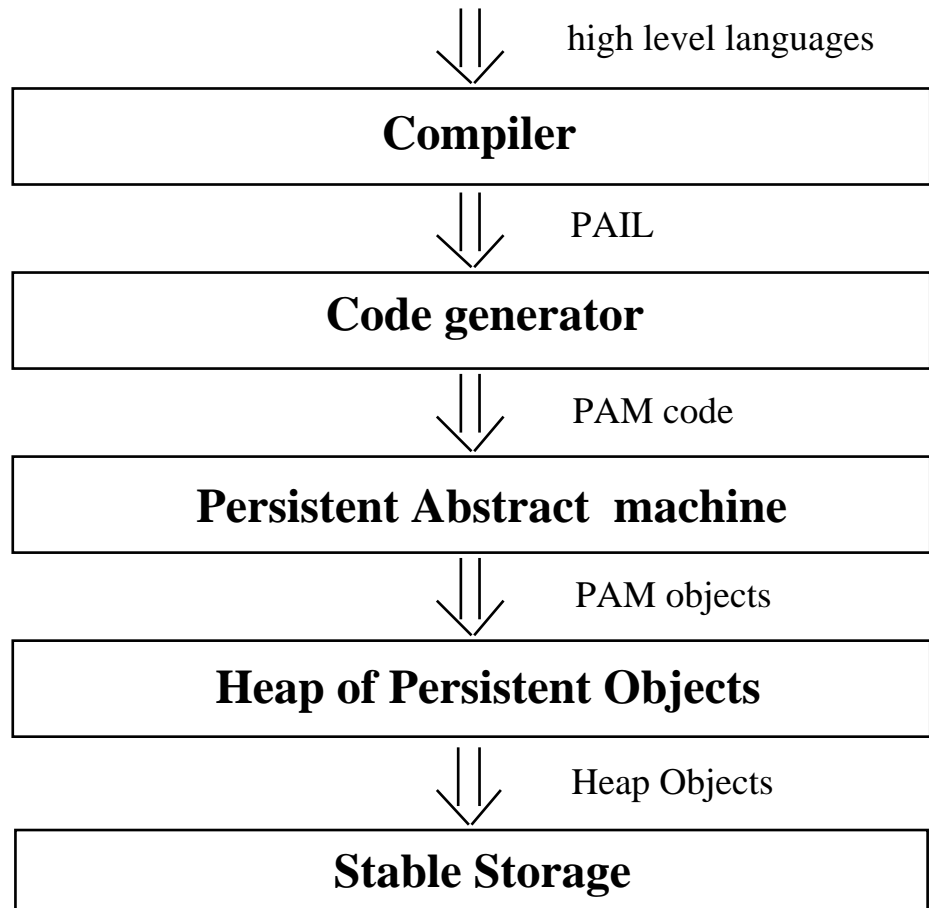 high level languages
Compiler
PAIL
Code generator
PAM code
Persistent Abstract machine
PAM objects
Heap of Persistent Objects
Heap Objects
Stable Storage